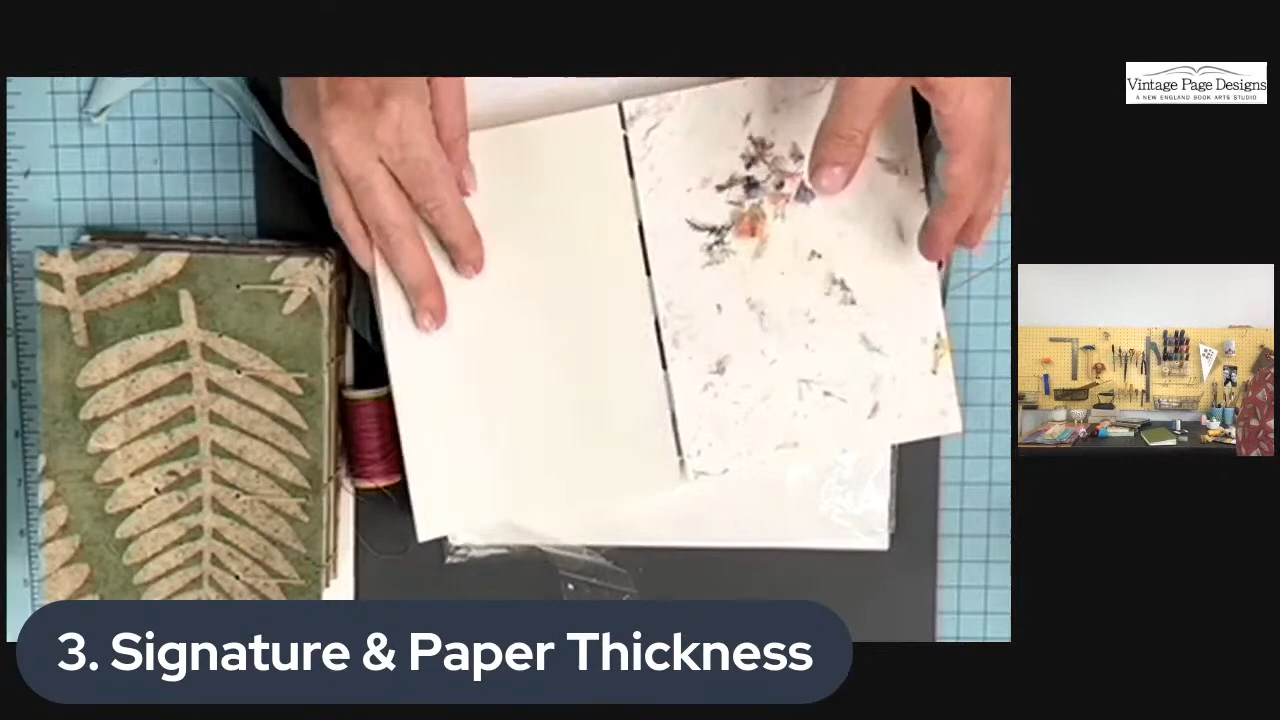 Vintage Page Designs
A NEW ENGLAND BOOK ARTS STUDIO
3. Signature & Paper Thickness